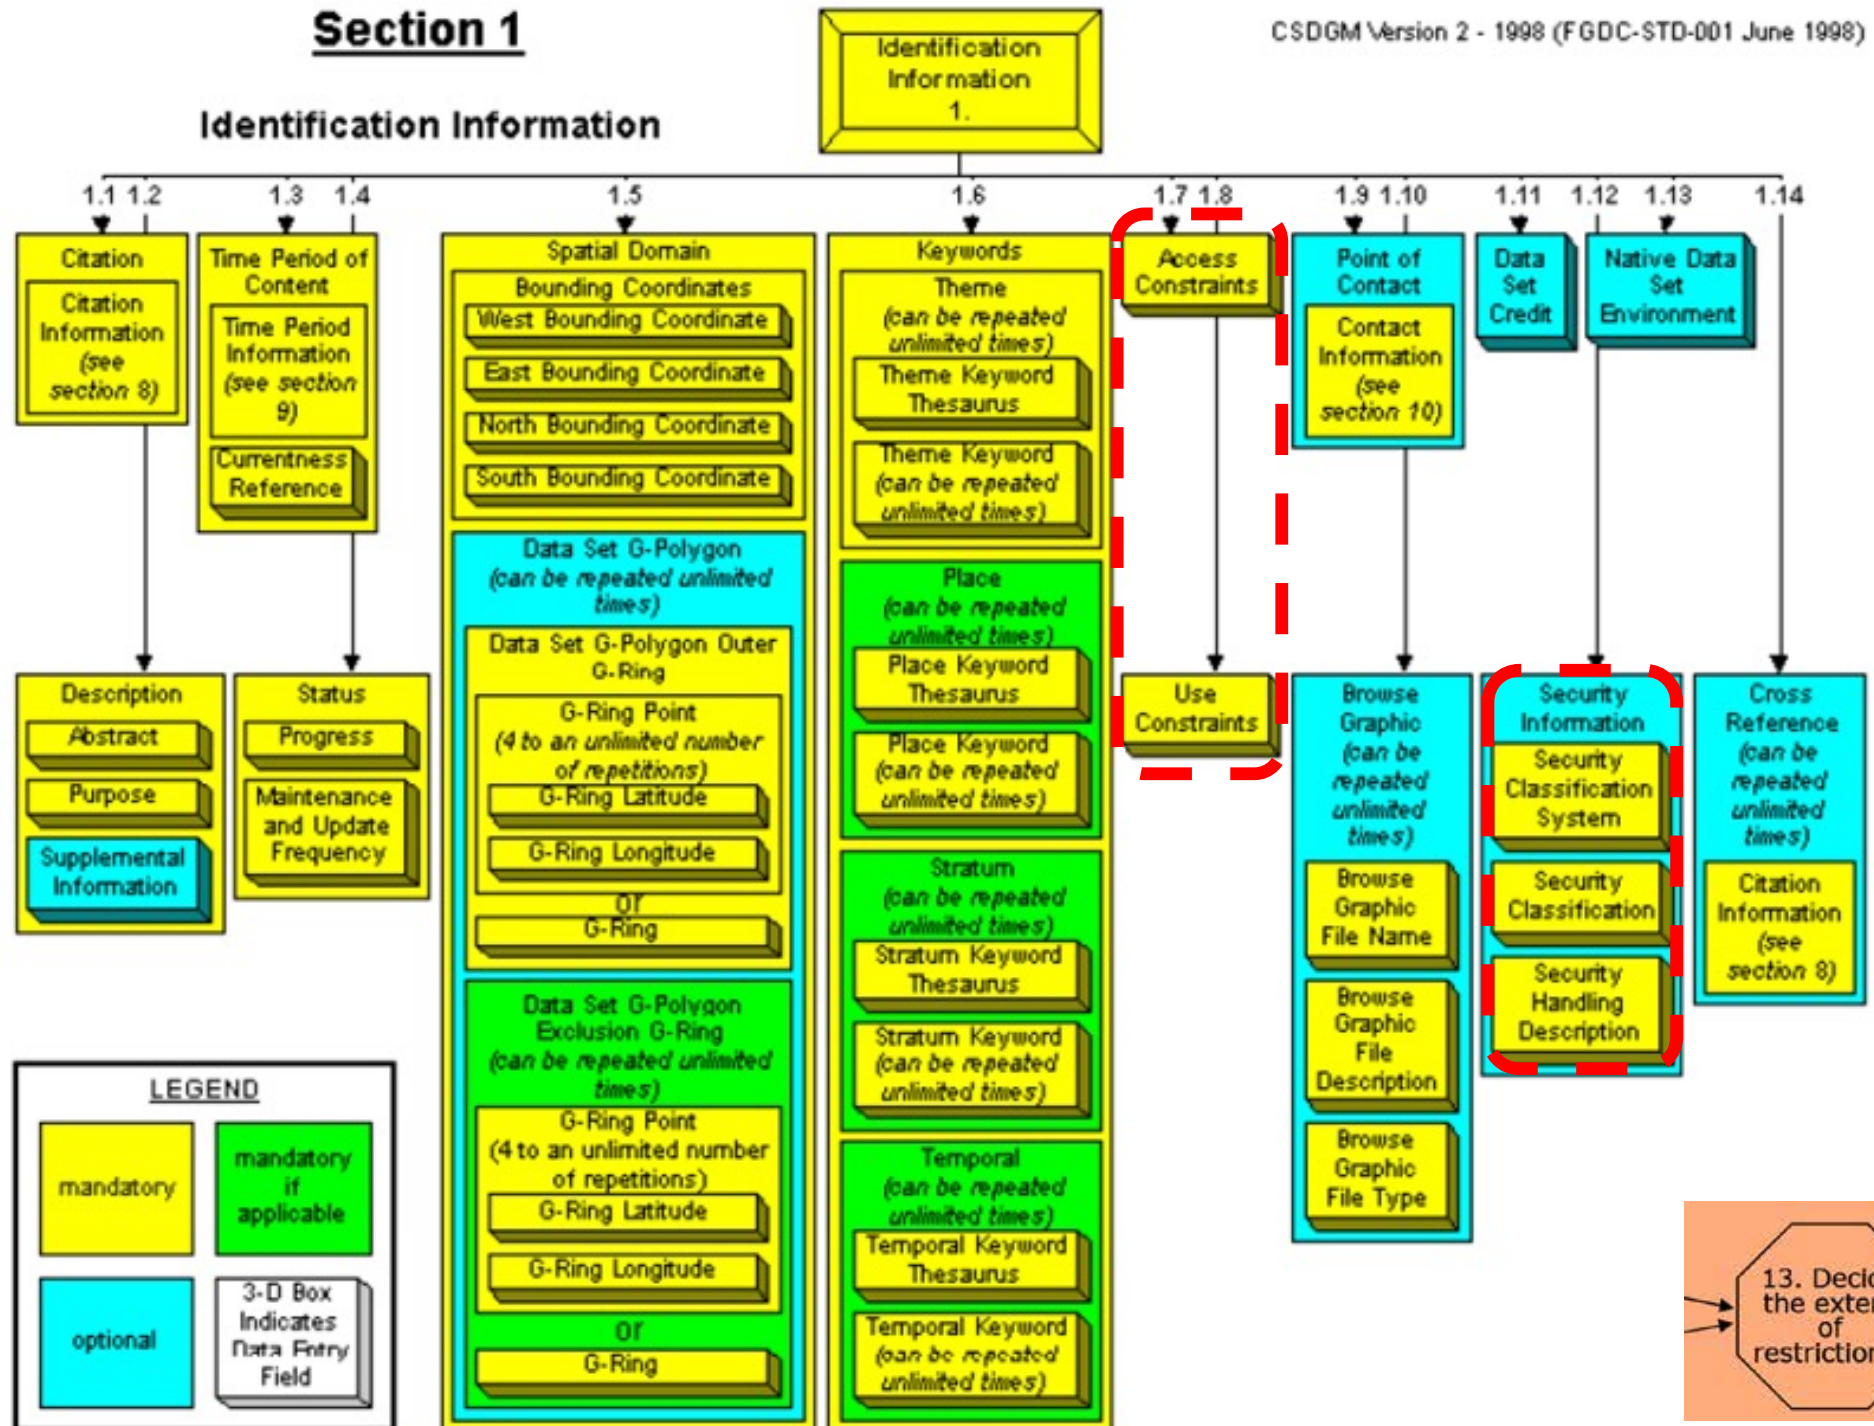 Section 1
CSDGM Version 2 - 1998 (FGDC-STD-001 June 1998)
Identification Information
Identification
Information
1.
1.1 1.2 1.3 1.4 1.5 1.6 1.7 1.8 1.9 1.10 1.11 1.12 1.13 1.14
Citation
Citation
Information
(see
section 8)
Time Period of
Content
Time Period
Information
(see section
9)
Currentness
Reference
Description
Abstract
Purpose
Supplemental
Information
Status
Progress
Maintenance
and Update
Frequency
Spatial Domain
Bounding Coordinates
West Bounding Coordinate
East Bounding Coordinate
North Bounding Coordinate
South Bounding Coordinate
Data Set G-Polygon
(can be repeated unlimited
times)
Data Set G-Polygon Outer
G-Ring
G-Ring Point
(4 to an unlimited number
of repetitions)
G-Ring Latitude
G-Ring Longitude
or
G-Ring
Data Set G-Polygon
Exclusion G-Ring
(can be repeated unlimited
times)
G-Ring Point
(4 to an unlimited number
of repetitions)
G-Ring Latitude
G-Ring Longitude
or
G-Ring
Keywords
Theme
(can be repeated
unlimited times)
Theme Keyword
Thesaurus
Theme Keyword
(can be repeated
unlimited times)
Place
(can be repeated
unlimited times)
Place Keyword
Thesaurus
Place Keyword
(can be repeated
unlimited times)
Stratum
(can be repeated
unlimited times)
Stratum Keyword
Thesaurus
Stratum Keyword
(can be repeated
unlimited times)
Temporal
(can be repeated
unlimited times)
Temporal Keyword
Thesaurus
Temporal Keyword
(can be repeated
unlimited times)
Access
Constraints
Use
Constraints
Point of
Contact
Contact
Information
(see
section 10)
Browse
Graphic
(can be
repeated
unlimited
times)
Browse
Graphic
File Name
Browse
Graphic
File
Description
Browse
Graphic
File Type
Data
Set
Credit
Native Data
Set
Environment
Security
Information
Security
Classification
System
Security
Classification
Security
Handling
Description
Cross
Reference
(can be
repeated
unlimited
times)
Citation
Information
(see
section 8)
LEGEND
mandatory
mandatory
if
applicable
optional
3-D Box
Indicates
Data Entry
Field
13. Decid
the exten
of
restriction